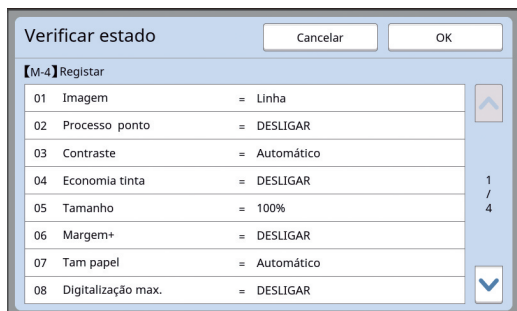 Verificar estado Cancelar OK
【M-4】Registar
01 Imagem = Linha
02 Processo ponto = DESLIGAR
03 Contraste = Automático
04 Economia tinta = DESLIGAR
05 Tamanho = 100%
06 Margem+ = DESLIGAR
07 Tam papel = Automático
08 Digitalização max. = DESLIGAR
1
/
4